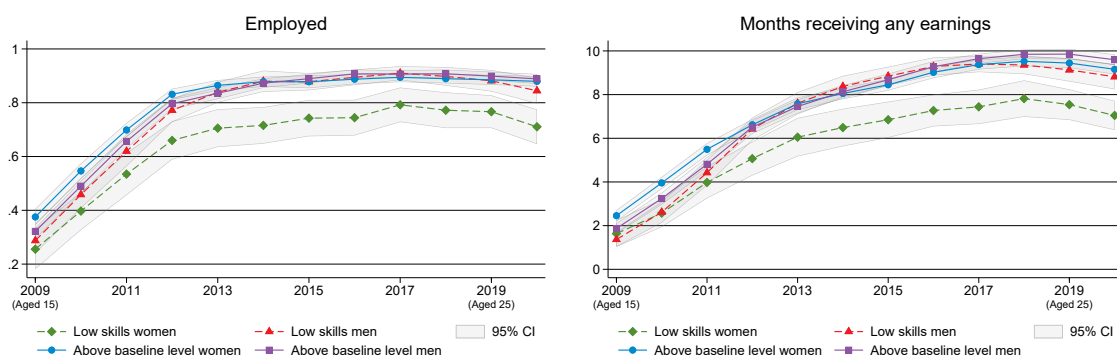 Employed
1
.8
.6
.4
.2
2009
(Aged 15)
2011
2013
2015
2017
2019
(Aged 25)
Low skills women
Low skills men
95% CI
Above baseline level women
Above baseline level men
Months receiving any earnings
10
8
6
4
2
0
2009
(Aged 15)
2011
2013
2015
2017
2019
(Aged 25)
Low skills women
Low skills men
95% CI
Above baseline level women
Above baseline level men